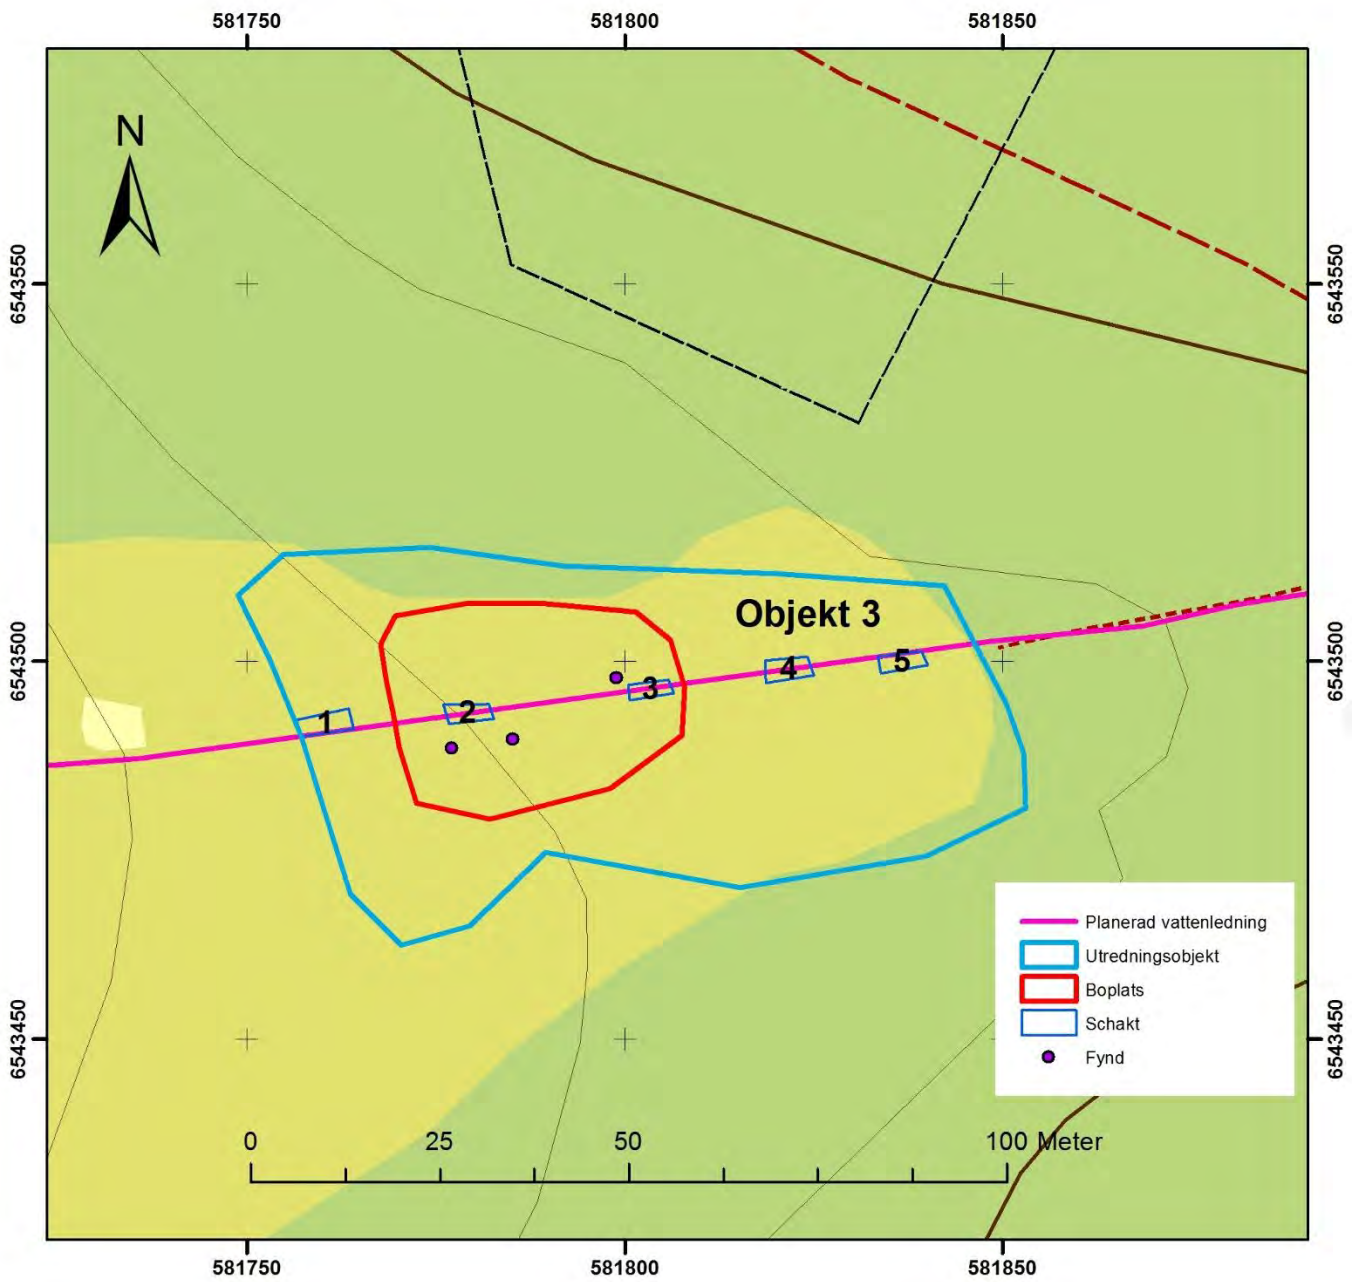 581750 581800 581850
N
6543550 6543550
Objekt 3
6543500 6543500
1 2 3 4 5
Planerad vattenledning
Utredningsobjekt
Boplats
Schakt
Fynd
6543450 6543450
0 25 50 100 Meter
581750 581800 581850